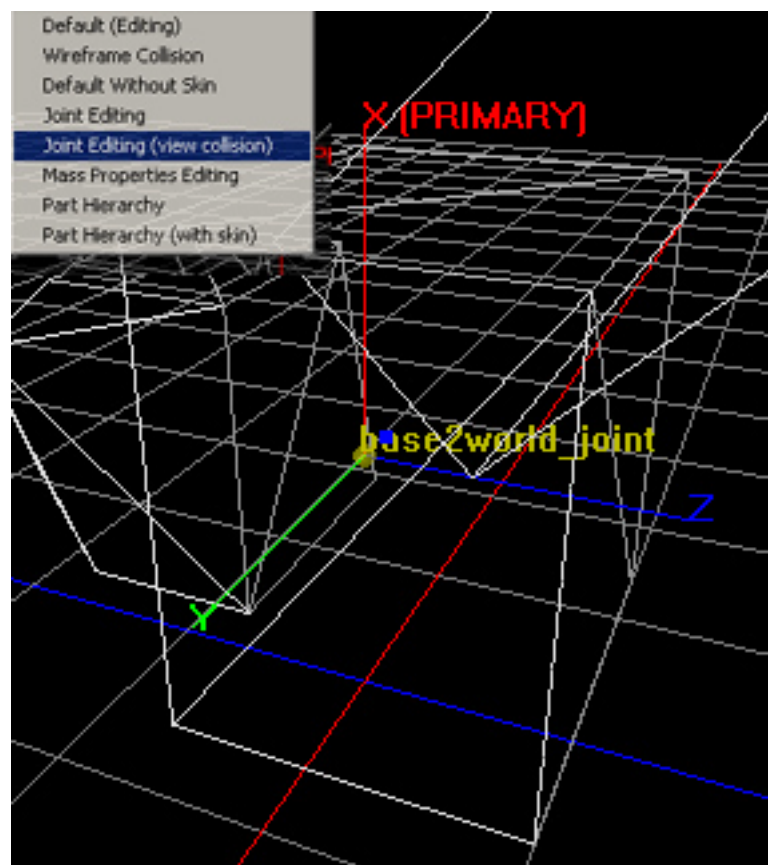 Default (Editing)
Wireframe Collision
Default Without Skin
Joint Editing
Joint Editing (view collision)
Mass Properties Editing
Part Hierarchy
Part Hierarchy (with skin)
X (PRIMARY)
base2world_joint
Z
Y